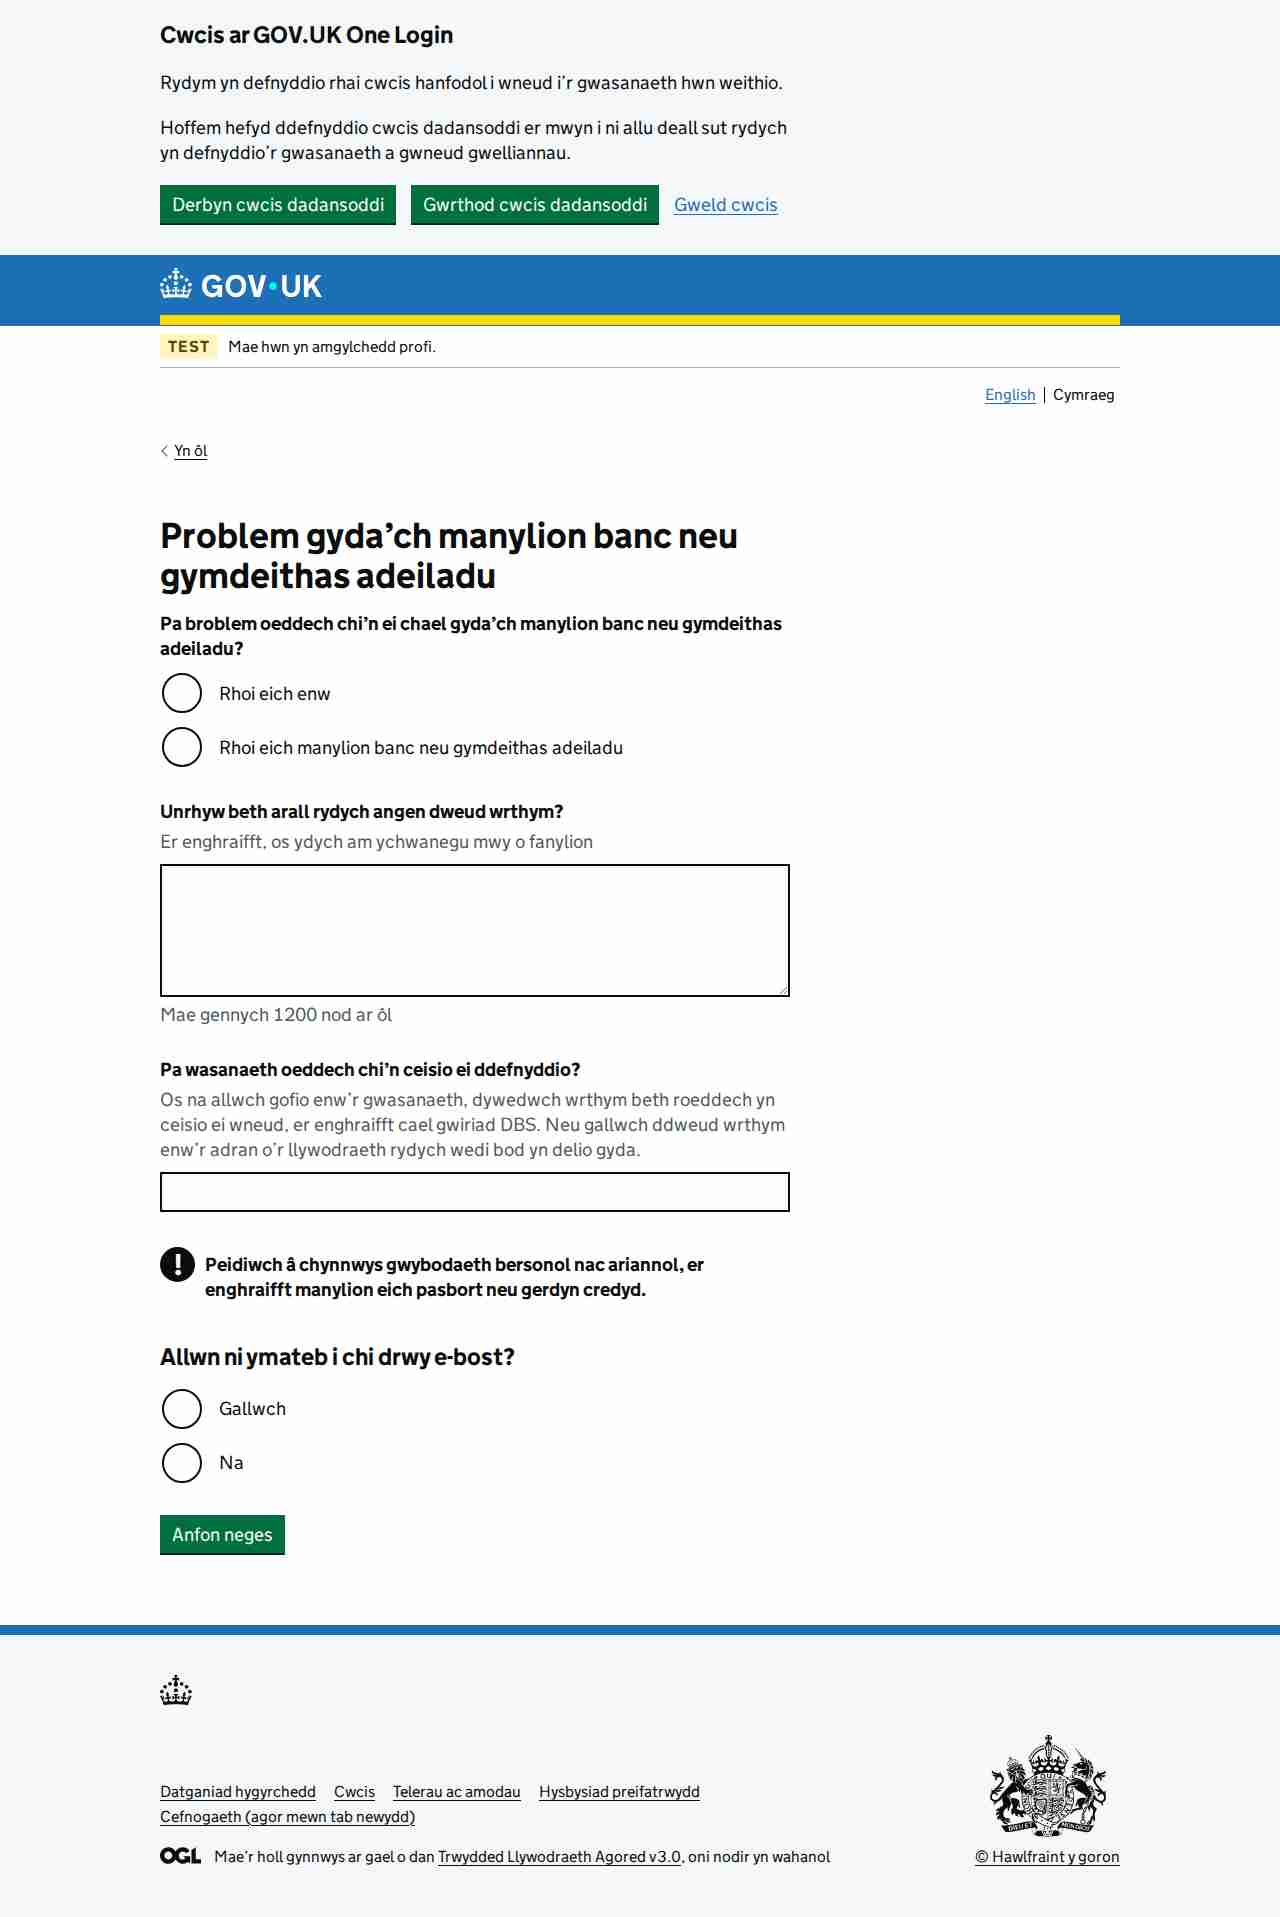 Cwcis ar GOV.UK One Login
Rydym yn defnyddio rhai cwcis hanfodol i wneud i’r gwasanaeth hwn weithio.
Hoffem hefyd ddefnyddio cwcis dadansoddi er mwyn i ni allu deall sut rydych
yn defnyddio’r gwasanaeth a gwneud gwelliannau.
Derbyn cwcis dadansoddi Gwrthod cwcis dadansoddi Gweld cwcis
GOV·UK
TEST Mae hwn yn amgylchedd profi.
English | Cymraeg
Yn ôl
Problem gyda’ch manylion banc neu
gymdeithas adeiladu
Pa broblem oeddech chi’n ei chael gyda’ch manylion banc neu gymdeithas
adeiladu?
Rhoi eich enw
Rhoi eich manylion banc neu gymdeithas adeiladu
Unrhyw beth arall rydych angen dweud wrthym?
Er enghraifft, os ydych am ychwanegu mwy o fanylion
Mae gennych 1200 nod ar ôl
Pa wasanaeth oeddech chi’n ceisio ei ddefnyddio?
Os na allwch gofio enw’r gwasanaeth, dywedwch wrthym beth roeddech yn
ceisio ei wneud, er enghraifft cael gwiriad DBS. Neu gallwch ddweud wrthym
enw’r adran o’r llywodraeth rydych wedi bod yn delio gyda.
! Peidiwch â chynnwys gwybodaeth bersonol nac ariannol, er
enghraifft manylion eich pasbort neu gerdyn credyd.
Allwn ni ymateb i chi drwy e-bost?
Gallwch
Na
Anfon neges
Datganiad hygyrchedd Cwcis Telerau ac amodau Hysbysiad preifatrwydd
Cefnogaeth (agor mewn tab newydd)
OGL Mae’r holl gynnwys ar gael o dan Trwydded Llywodraeth Agored v3.0, oni nodir yn wahanol
© Hawlfraint y goron